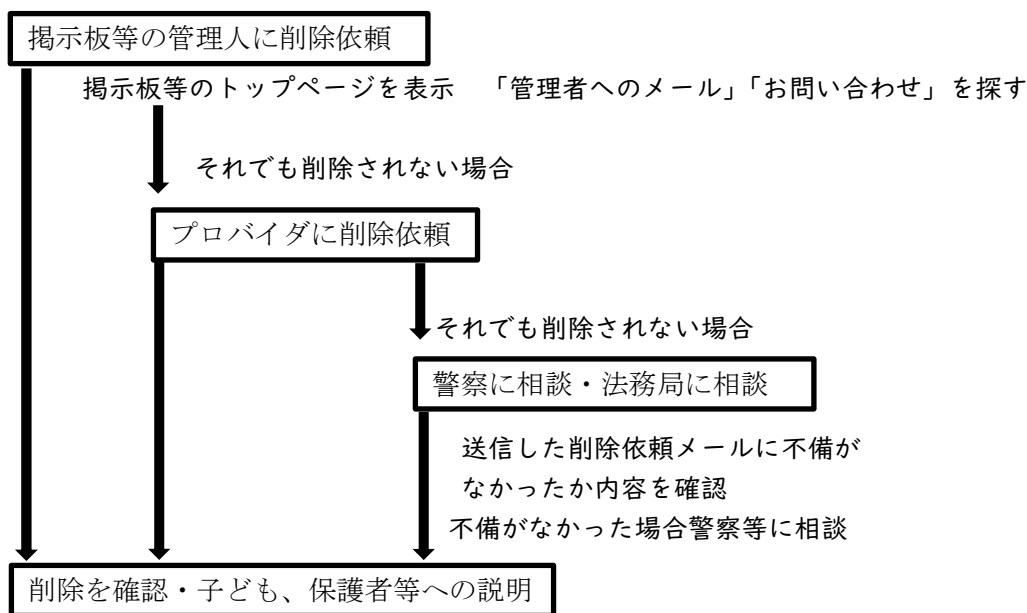 掲示板等の管理人に削除依頼
掲示板等のトップページを表示　「管理者へのメール」「お問い合わせ」を探す
それでも削除されない場合
プロバイダに削除依頼
それでも削除されない場合
警察に相談・法務局に相談
送信した削除依頼メールに不備が
なかったか内容を確認
不備がなかった場合警察等に相談
削除を確認・子ども、保護者等への説明